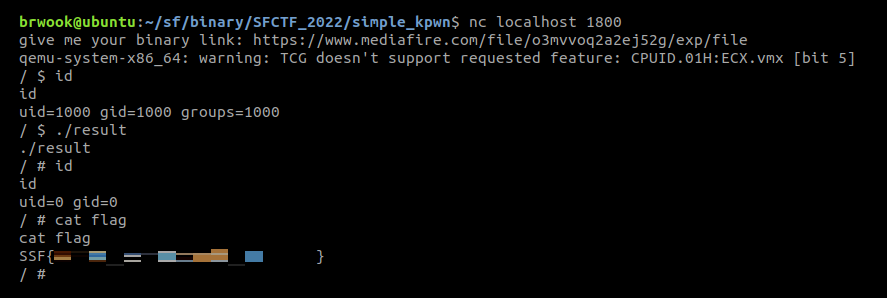 brwook@ubuntu:~/sf/binary/SFCTF_2022/simple_kpwn$ nc localhost 1800
give me your binary link: https://www.mediafire.com/file/o3mvvoq2a2ej52g/exp/file
qemu-system-x86_64: warning: TCG doesn't support requested feature: CPUID.01H:ECX.vmx [bit 5]
/ $ id
id
uid=1000 gid=1000 groups=1000
/ $ ./result
./result
/ # id
id
uid=0 gid=0
/ # cat flag
cat flag
SSF{ }
/ #